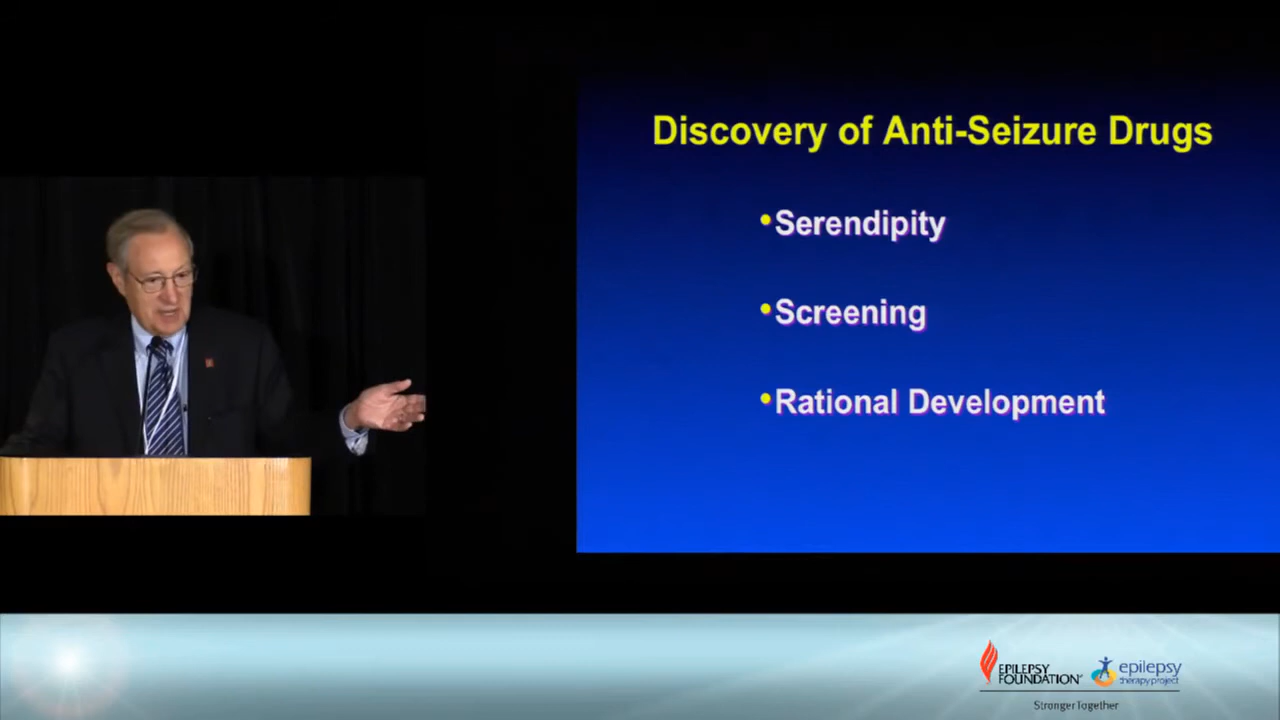 Discovery of Anti-Seizure Drugs
•Serendipity
•Screening
•Rational Development
EPILEPSY
FOUNDATION
epilepsy
therapy project
Stronger Together